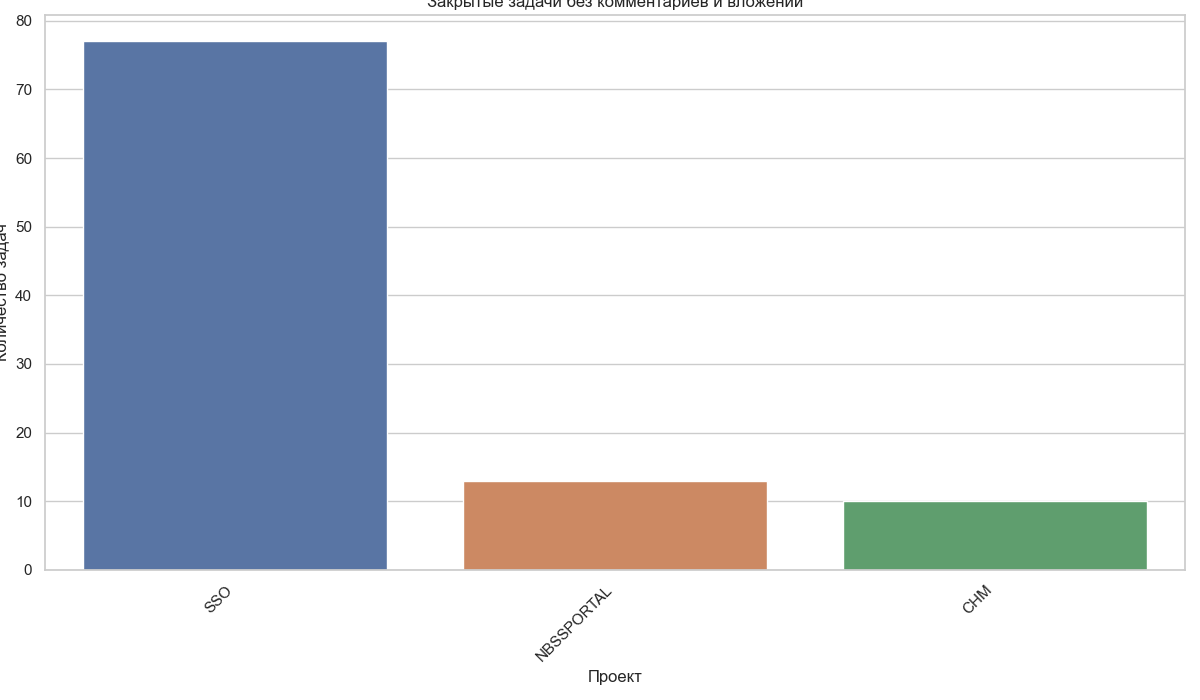 Закрытые задачи без комментариев и вложений
80
70
60
50
40
30
20
10
0
Количество задач
SSO
NBSSPORTAL
CHM
Проект